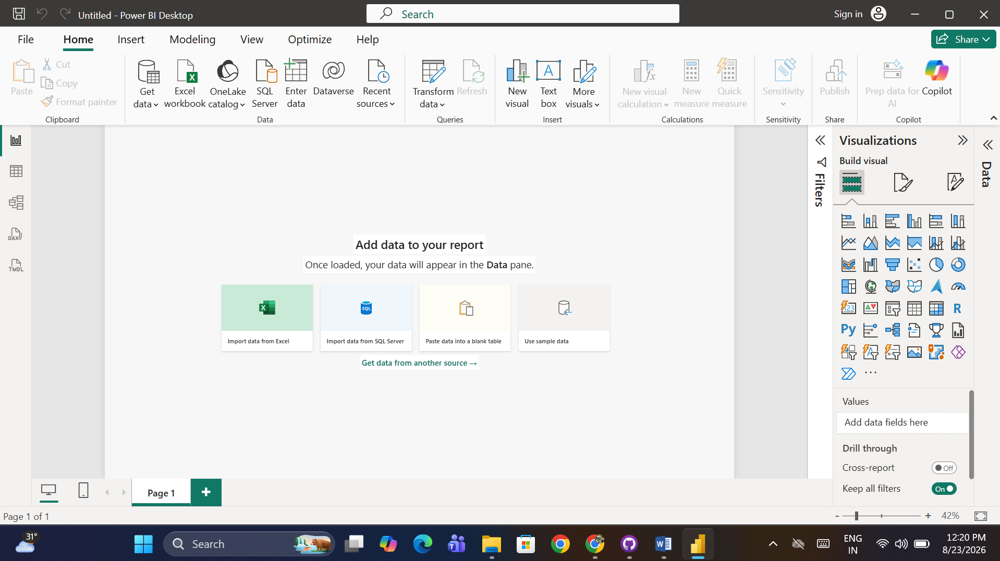 Untitled - Power BI Desktop
Search
Sign in
File
Home
Insert
Modeling
View
Optimize
Help
Share
Paste
Cut
Copy
Format painter
Clipboard
Get
data
Excel
workbook
OneLake
catalog
SQL
Server
Enter
data
Dataverse
Recent
sources
Data
Transform
data
Refresh
Queries
New
visual
A
Text
box
More
visuals
Insert
New visual
calculation
New
measure
Quick
measure
Calculations
Sensitivity
Sensitivity
Publish
Share
Prep data for
AI
Copilot
Copilot
DAX
TMDL
Add data to your report
Once loaded, your data will appear in the Data pane.
SQL
Import data from Excel
Import data from SQL Server
Paste data into a blank table
Use sample data
Get data from another source →
Filters
Visualizations
Build visual
Data
123
R
Py
Values
Add data fields here
Drill through
Cross-report
Off
Keep all filters
On
Page 1
Page 1 of 1
- + 42%
31°
Search
ENG
IN
12:20 PM
8/23/2026